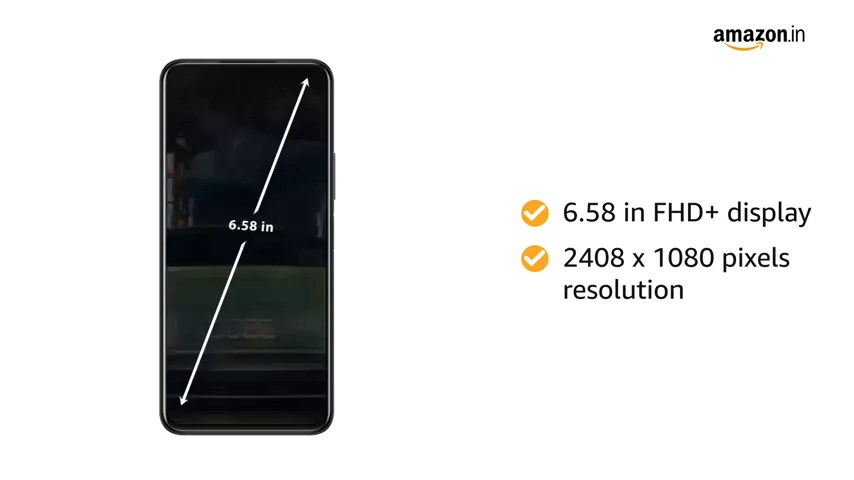 amazon.in
6.58 in
6.58 in FHD+ display
2408 x 1080 pixels
resolution